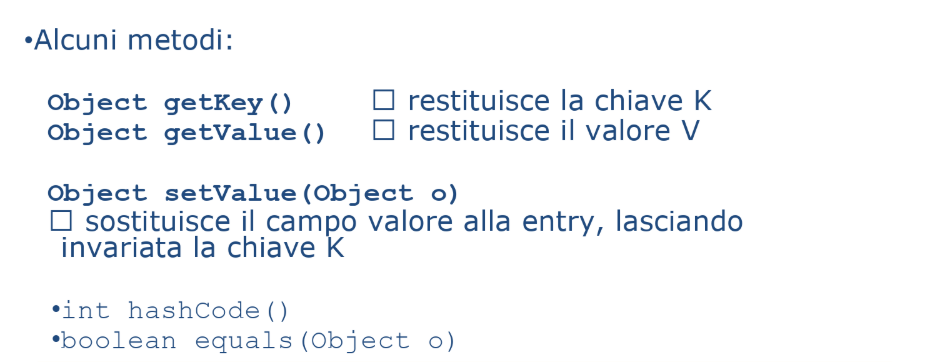 •Alcuni metodi:
Object getKey() □ restituisce la chiave K
Object getValue() □ restituisce il valore V
Object setValue(Object o)
□ sostituisce il campo valore alla entry, lasciando
invariata la chiave K
•int hashCode()
•boolean equals(Object o)